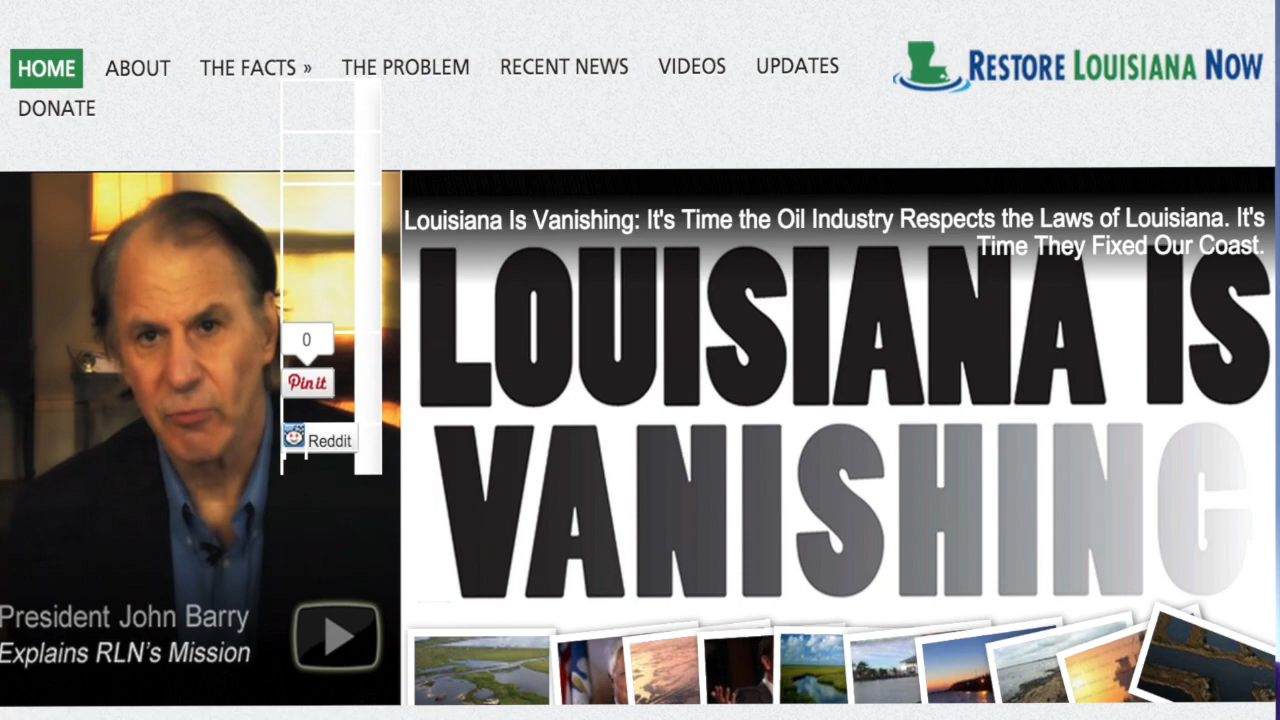 HOME ABOUT THE FACTS » THE PROBLEM RECENT NEWS VIDEOS UPDATES
DONATE
RESTORE LOUISIANA NOW
Louisiana Is Vanishing: It's Time the Oil Industry Respects the Laws of Louisiana. It's
Time They Fixed Our Coast.
LOUISIANA IS
VANISHING
0
Pin it
Reddit
President John Barry
Explains RLN's Mission